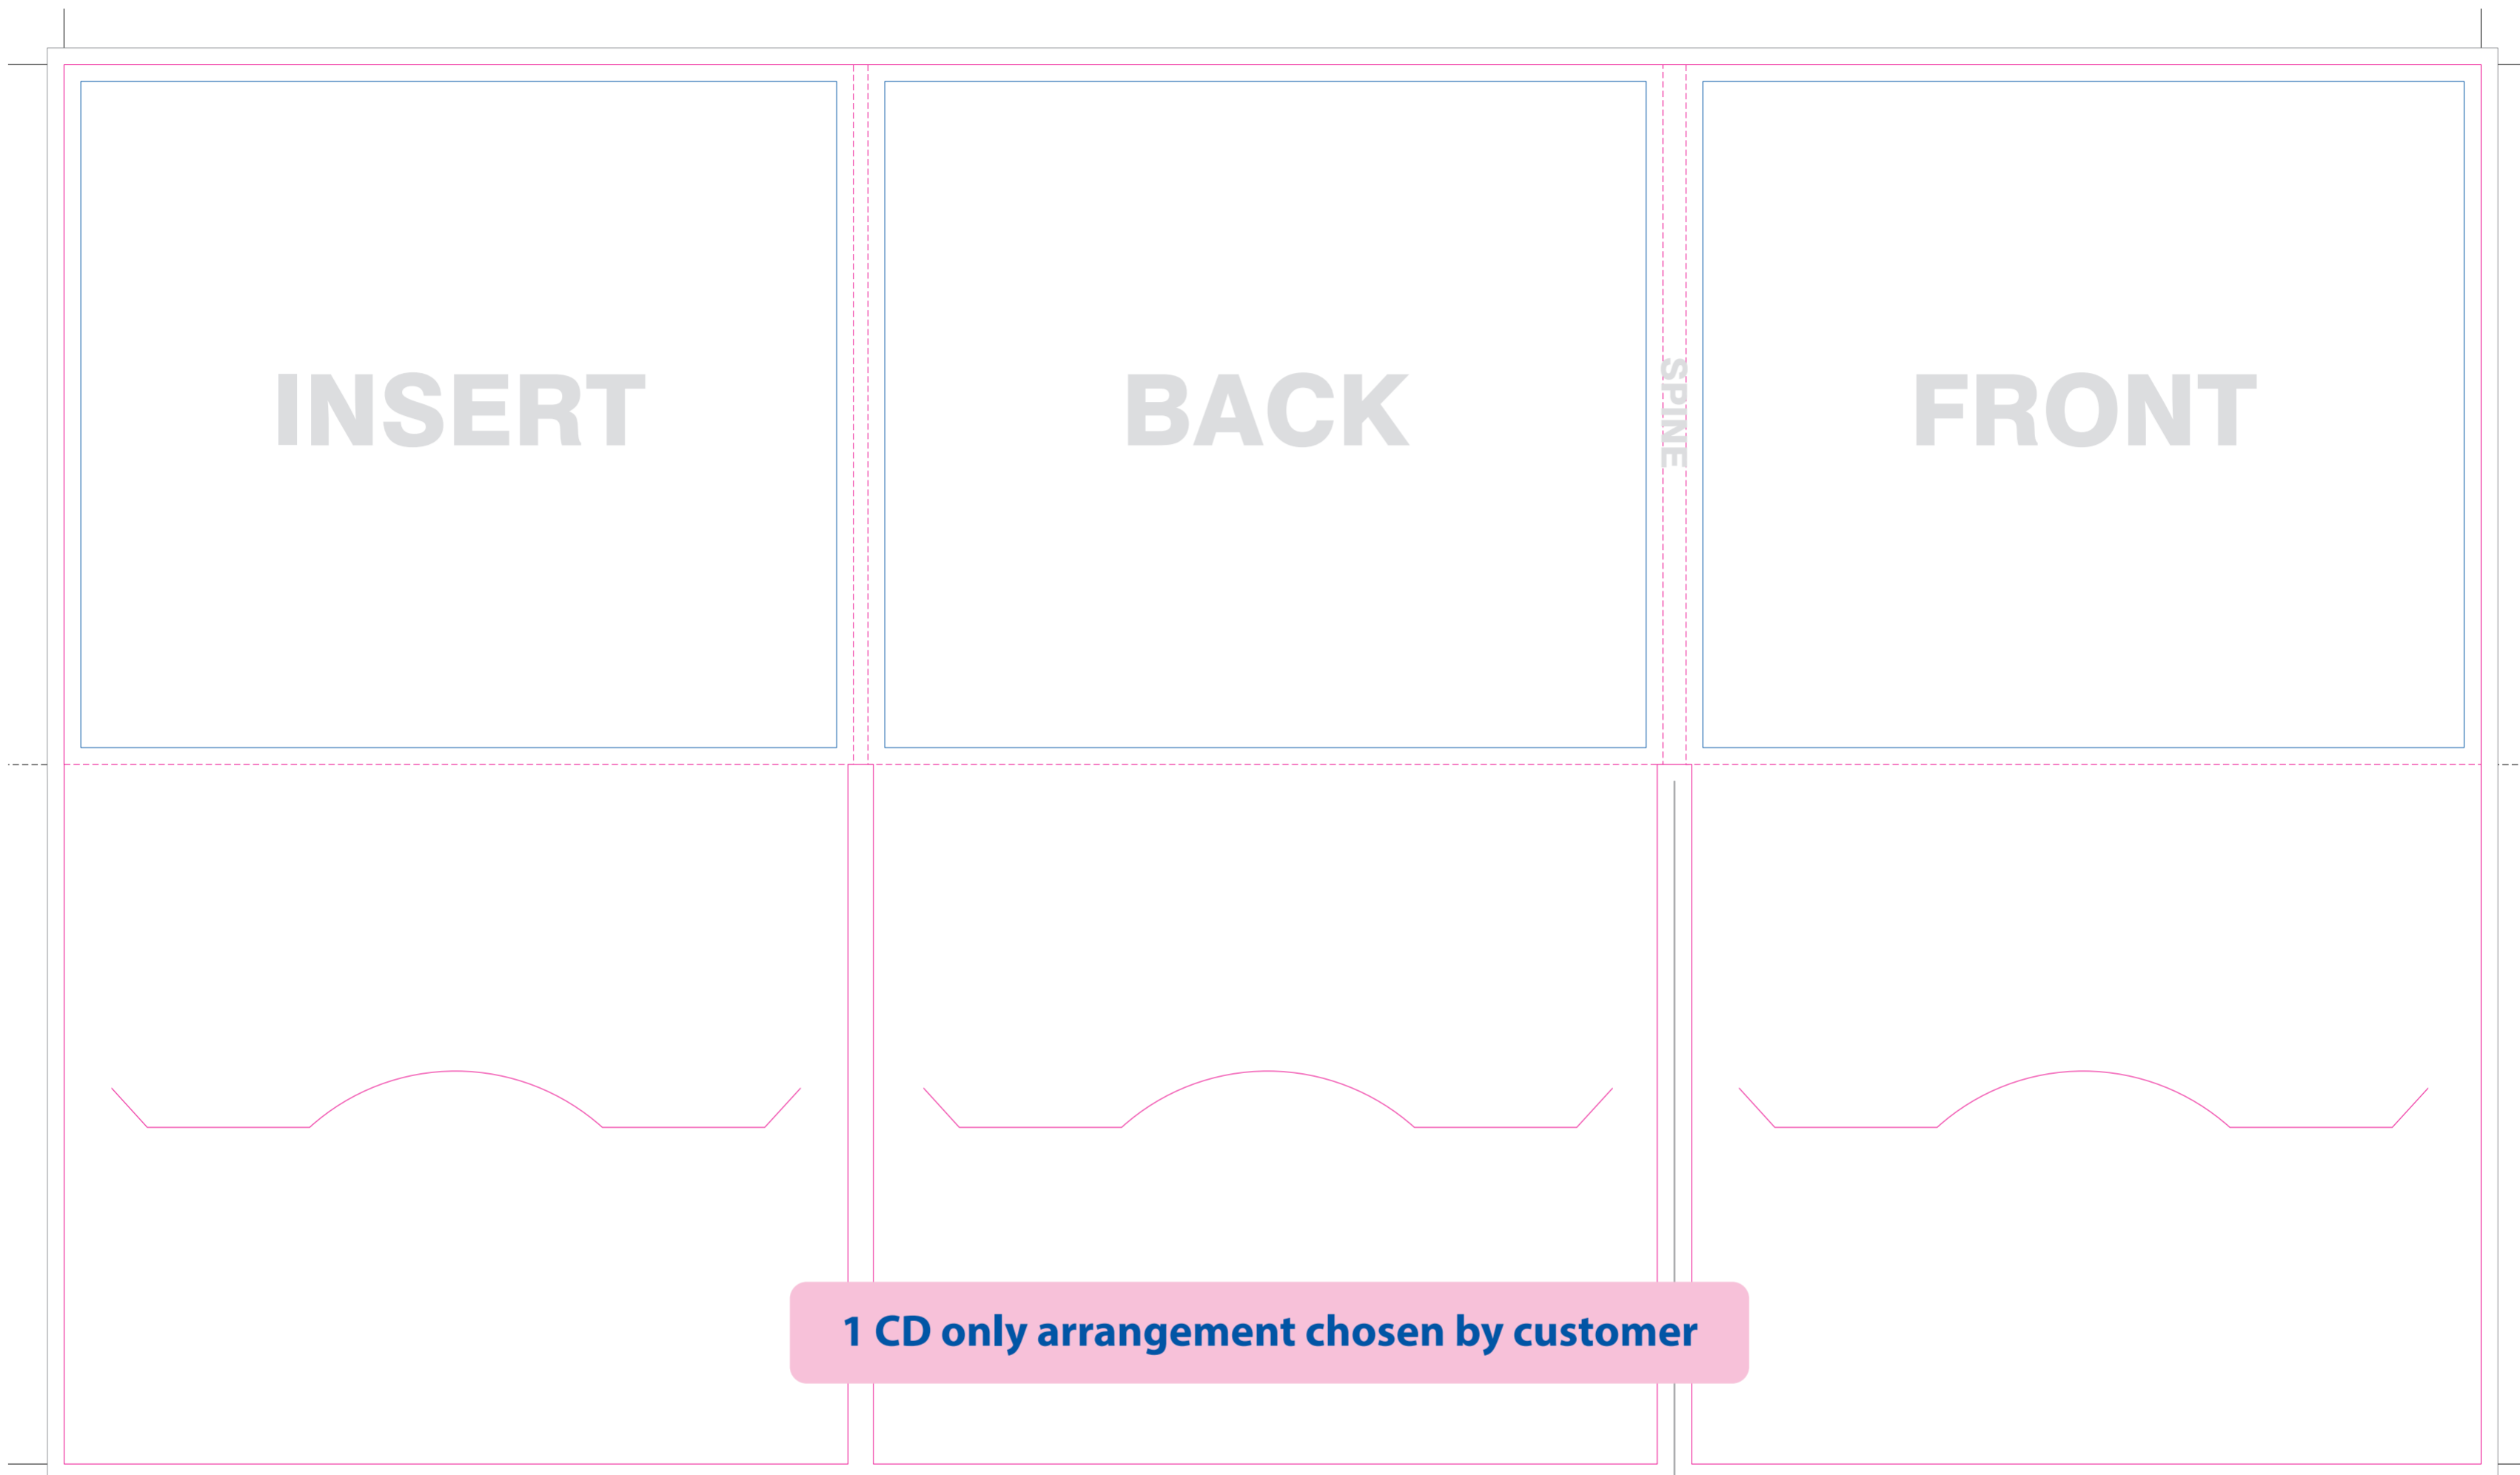 INSERT
BACK
SPINE
FRONT
1 CD only arrangement chosen by customer